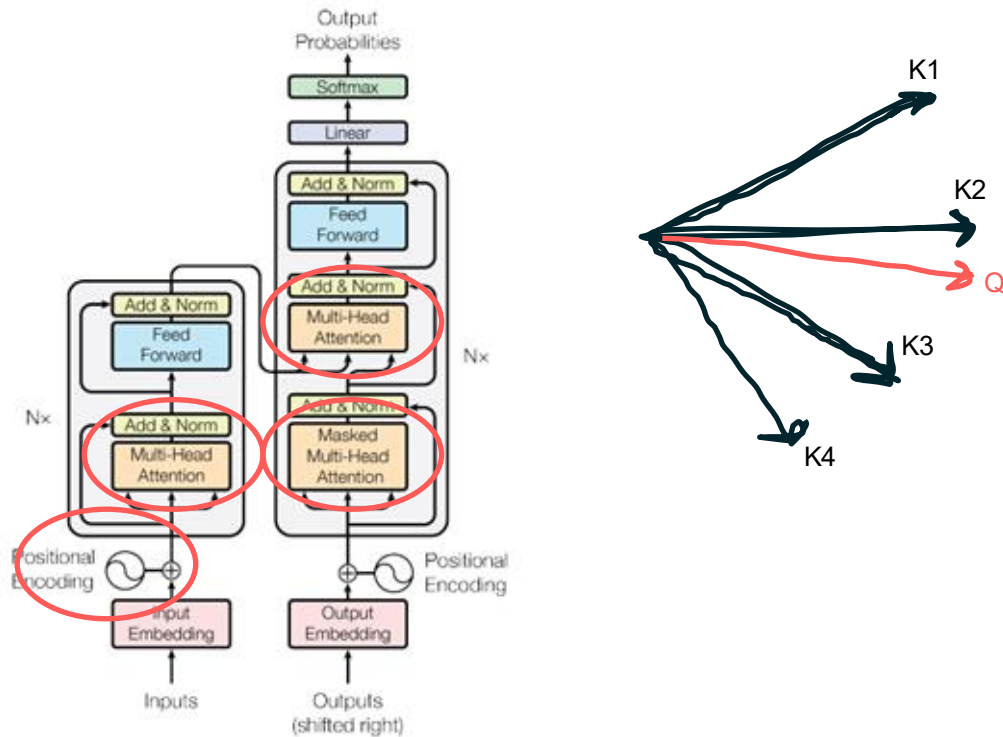 Output
Probabilities
Softmax
Linear
Add & Norm
Feed
Forward
Add & Norm
Multi-Head
Attention
Nx
Add & Norm
Masked
Multi-Head
Attention
Positional
Encoding
Output
Embedding
Outputs
(shifted right)
Add & Norm
Feed
Forward
Nx
Add & Norm
Multi-Head
Attention
Positional
Encoding
Input
Embedding
Inputs
K1
K2
Q
K3
K4